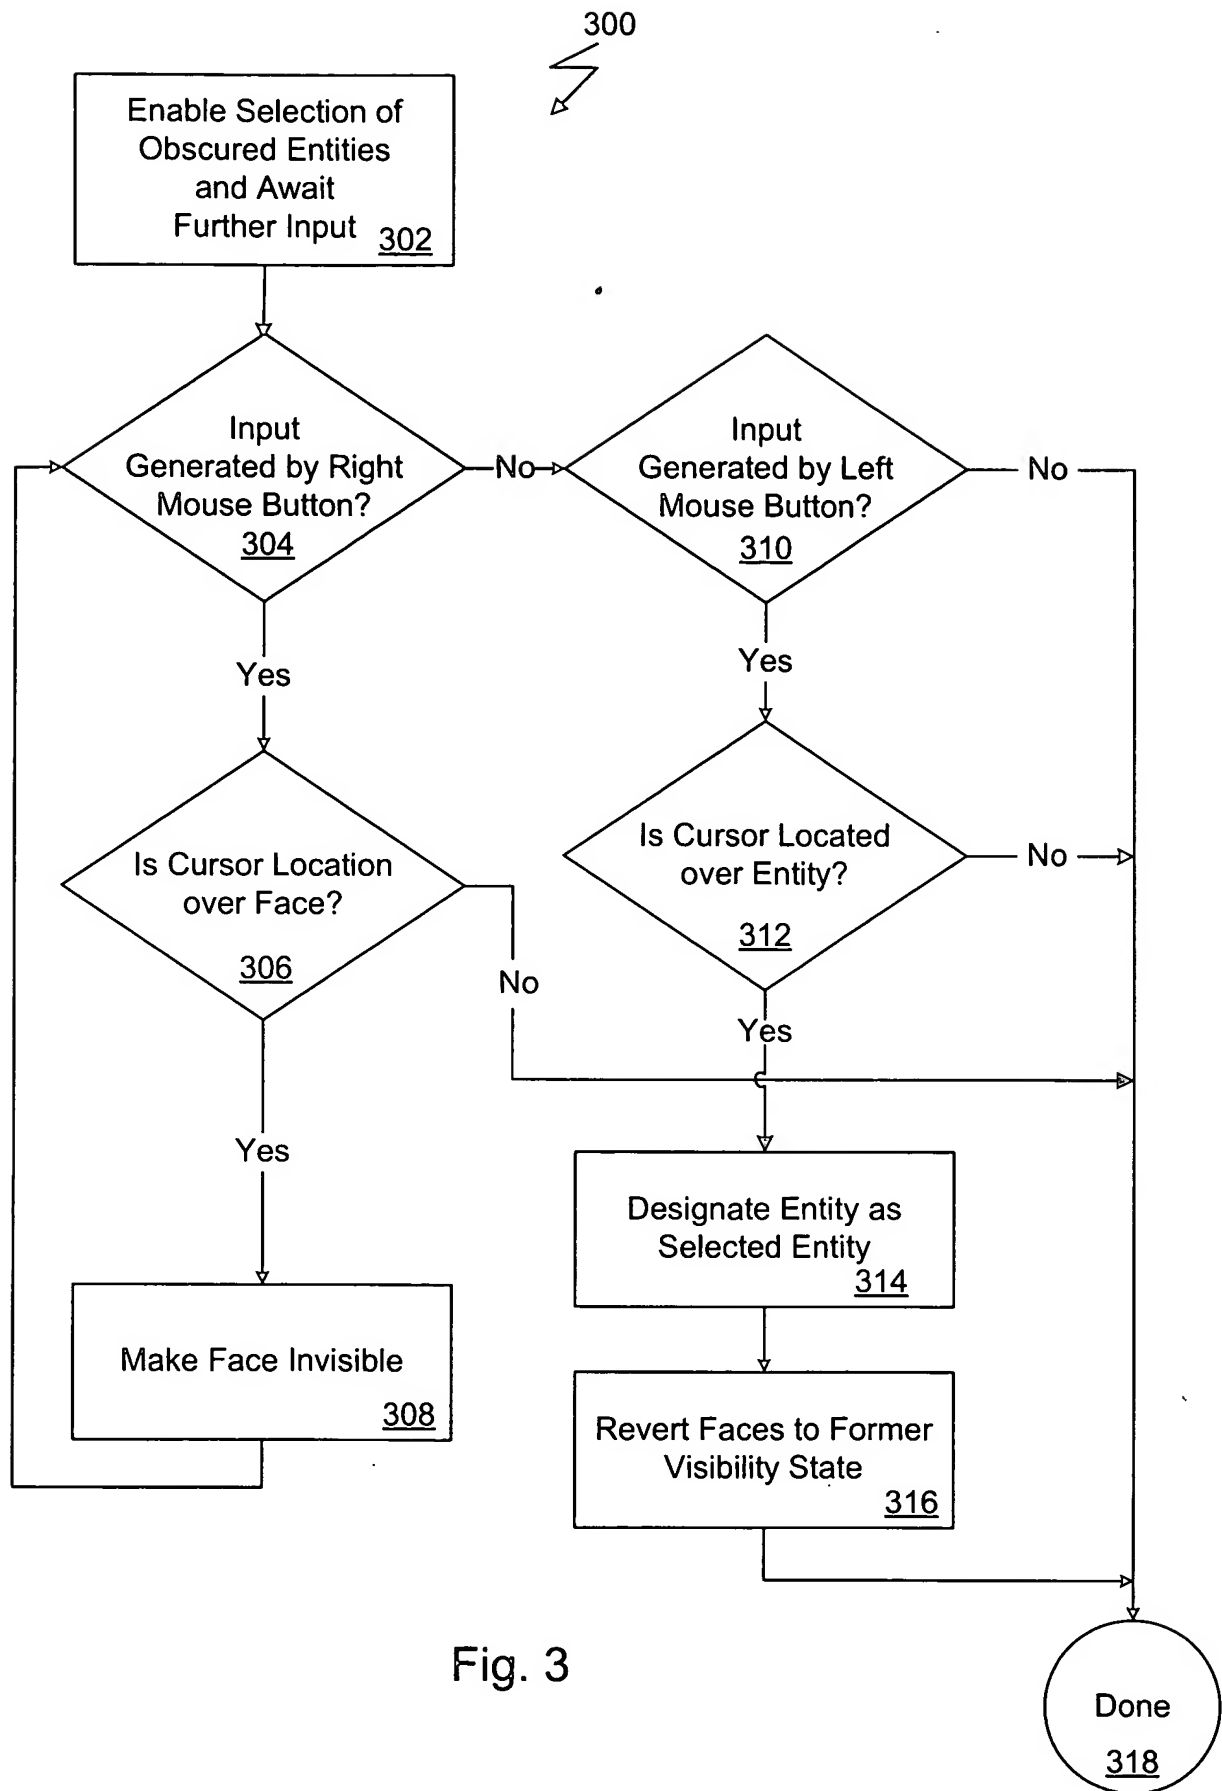 300
Enable Selection of
Obscured Entities
and Await
Further Input
302
Input
Generated by Right
Mouse Button?
304
No
Input
Generated by Left
Mouse Button?
310
No
Yes
Yes
Is Cursor Location
over Face?
306
No
Is Cursor Located
over Entity?
312
No
Yes
Yes
Make Face Invisible
308
Designate Entity as
Selected Entity
314
Revert Faces to Former
Visibility State
316
Fig. 3
Done
318